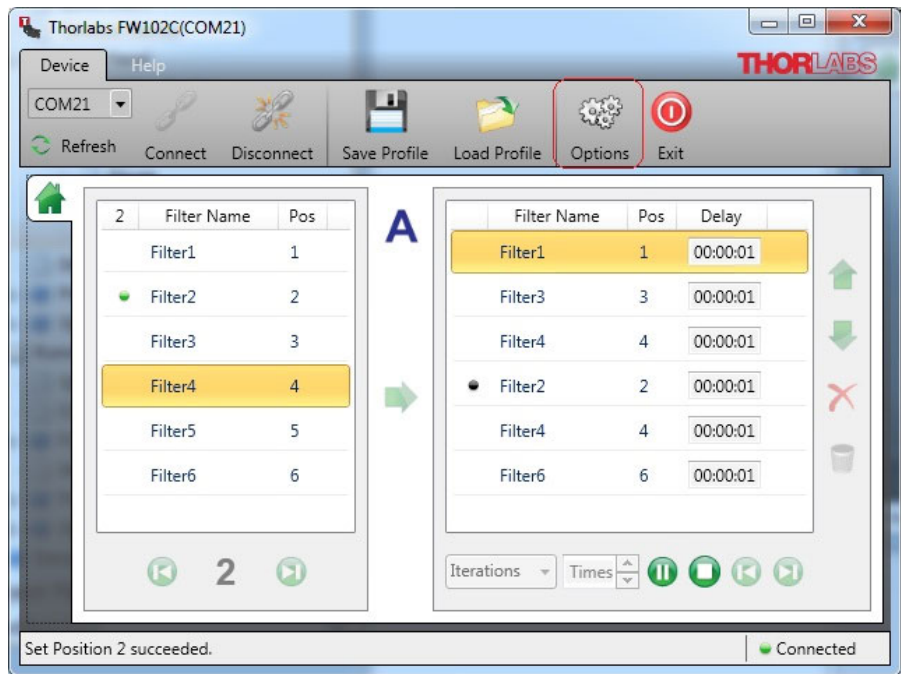 Thorlabs FW102C(COM21)
Device Help
THORLABS
COM21
Refresh Connect Disconnect Save Profile Load Profile Options Exit
2 Filter Name Pos
Filter1 1
Filter2 2
Filter3 3
Filter4 4
Filter5 5
Filter6 6
2
A
Filter Name Pos Delay
Filter1 1 00:00:01
Filter3 3 00:00:01
Filter4 4 00:00:01
Filter2 2 00:00:01
Filter4 4 00:00:01
Filter6 6 00:00:01
Iterations Times
Set Position 2 succeeded. Connected